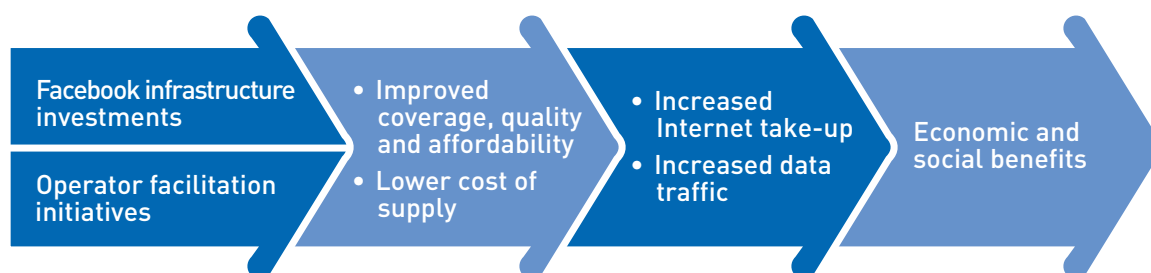 Facebook infrastructure
investments
Operator facilitation
initiatives
• Improved
coverage, quality
and affordability
• Lower cost of
supply
• Increased
Internet take-up
• Increased data
traffic
Economic and
social benefits